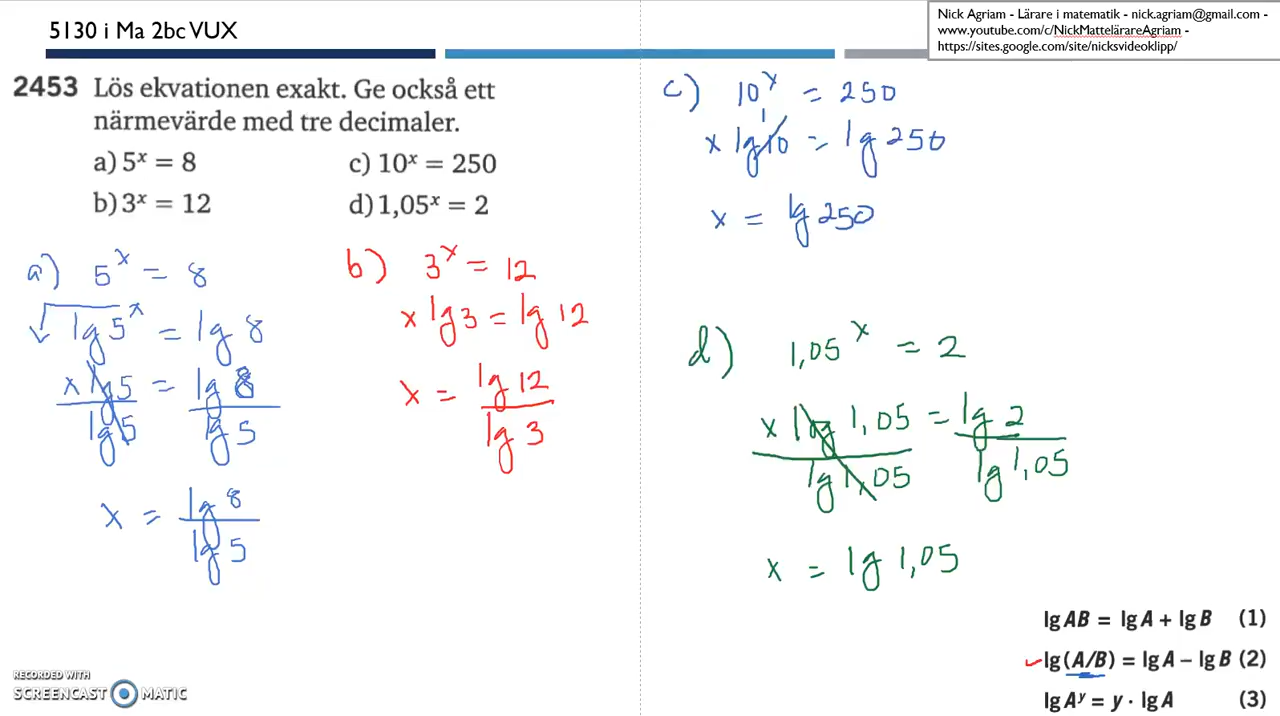 5130 i Ma 2bc VUX
Nick Agriam - Lärare i matematik - nick.agriam@gmail.com -
www.youtube.com/c/NickMattelärareAgriam -
https://sites.google.com/site/nicksvideoklipp/
2453 Lös ekvationen exakt. Ge också ett
närmevärde med tre decimaler.
a) 5ˣ = 8
c) 10ˣ = 250
b) 3ˣ = 12
d) 1,05ˣ = 2
a) 5ˣ = 8
lg 5ˣ = lg 8
x lg 5 / lg 5 = lg 8 / lg 5
x = lg 8 / lg 5
b) 3ˣ = 12
x lg 3 = lg 12
x = lg 12 / lg 3
c) 10ˣ = 250
1
x lg 10 = lg 250
x = lg 250
d) 1,05ˣ = 2
x lg 1,05 / lg 1,05 = lg 2 / lg 1,05
x = lg 1,05
lg AB = lg A + lg B (1)
lg (A/B) = lg A – lg B (2)
lg Aʸ = y · lg A (3)
RECORDED WITH
SCREENCAST MATIC